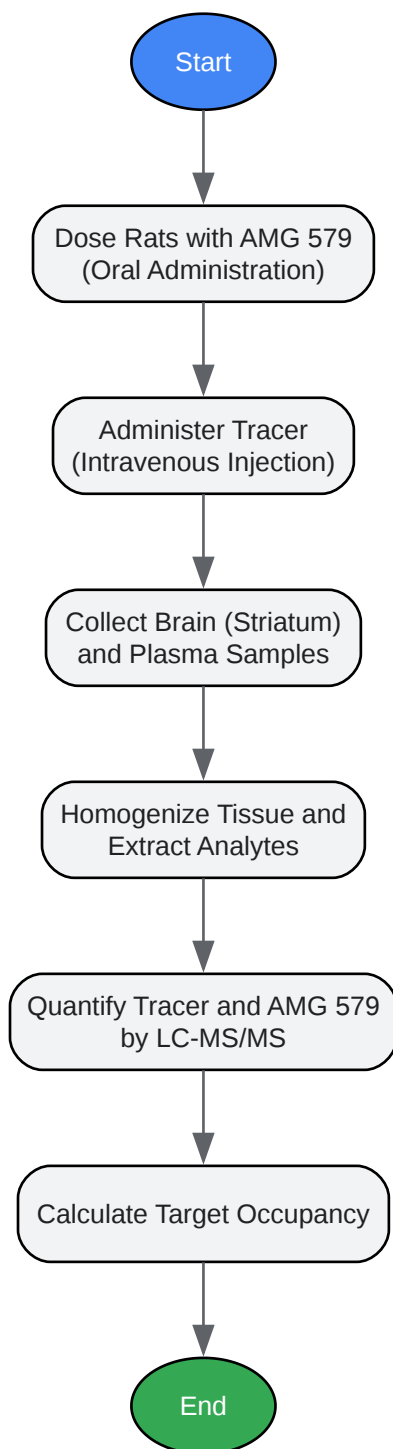 Start
Dose Rats with AMG 579
(Oral Administration)
Administer Tracer
(Intravenous Injection)
Collect Brain (Striatum)
and Plasma Samples
Homogenize Tissue and
Extract Analytes
Quantify Tracer and AMG 579
by LC-MS/MS
Calculate Target Occupancy
End